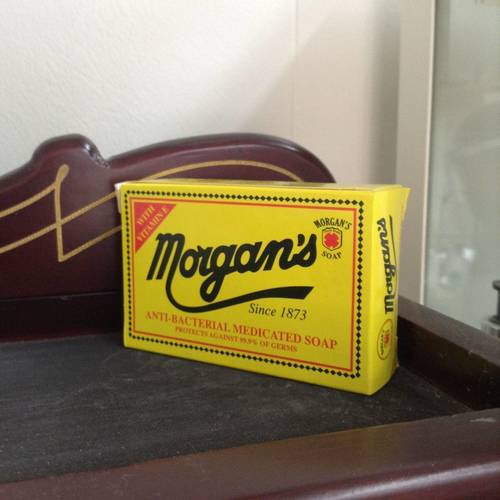 WITH
VITAMIN E
Morgan's
MORGAN'S
SOAP
Since 1873
ANTI-BACTERIAL MEDICATED SOAP
PROTECTS AGAINST 99.9% OF GERMS
Morgan's